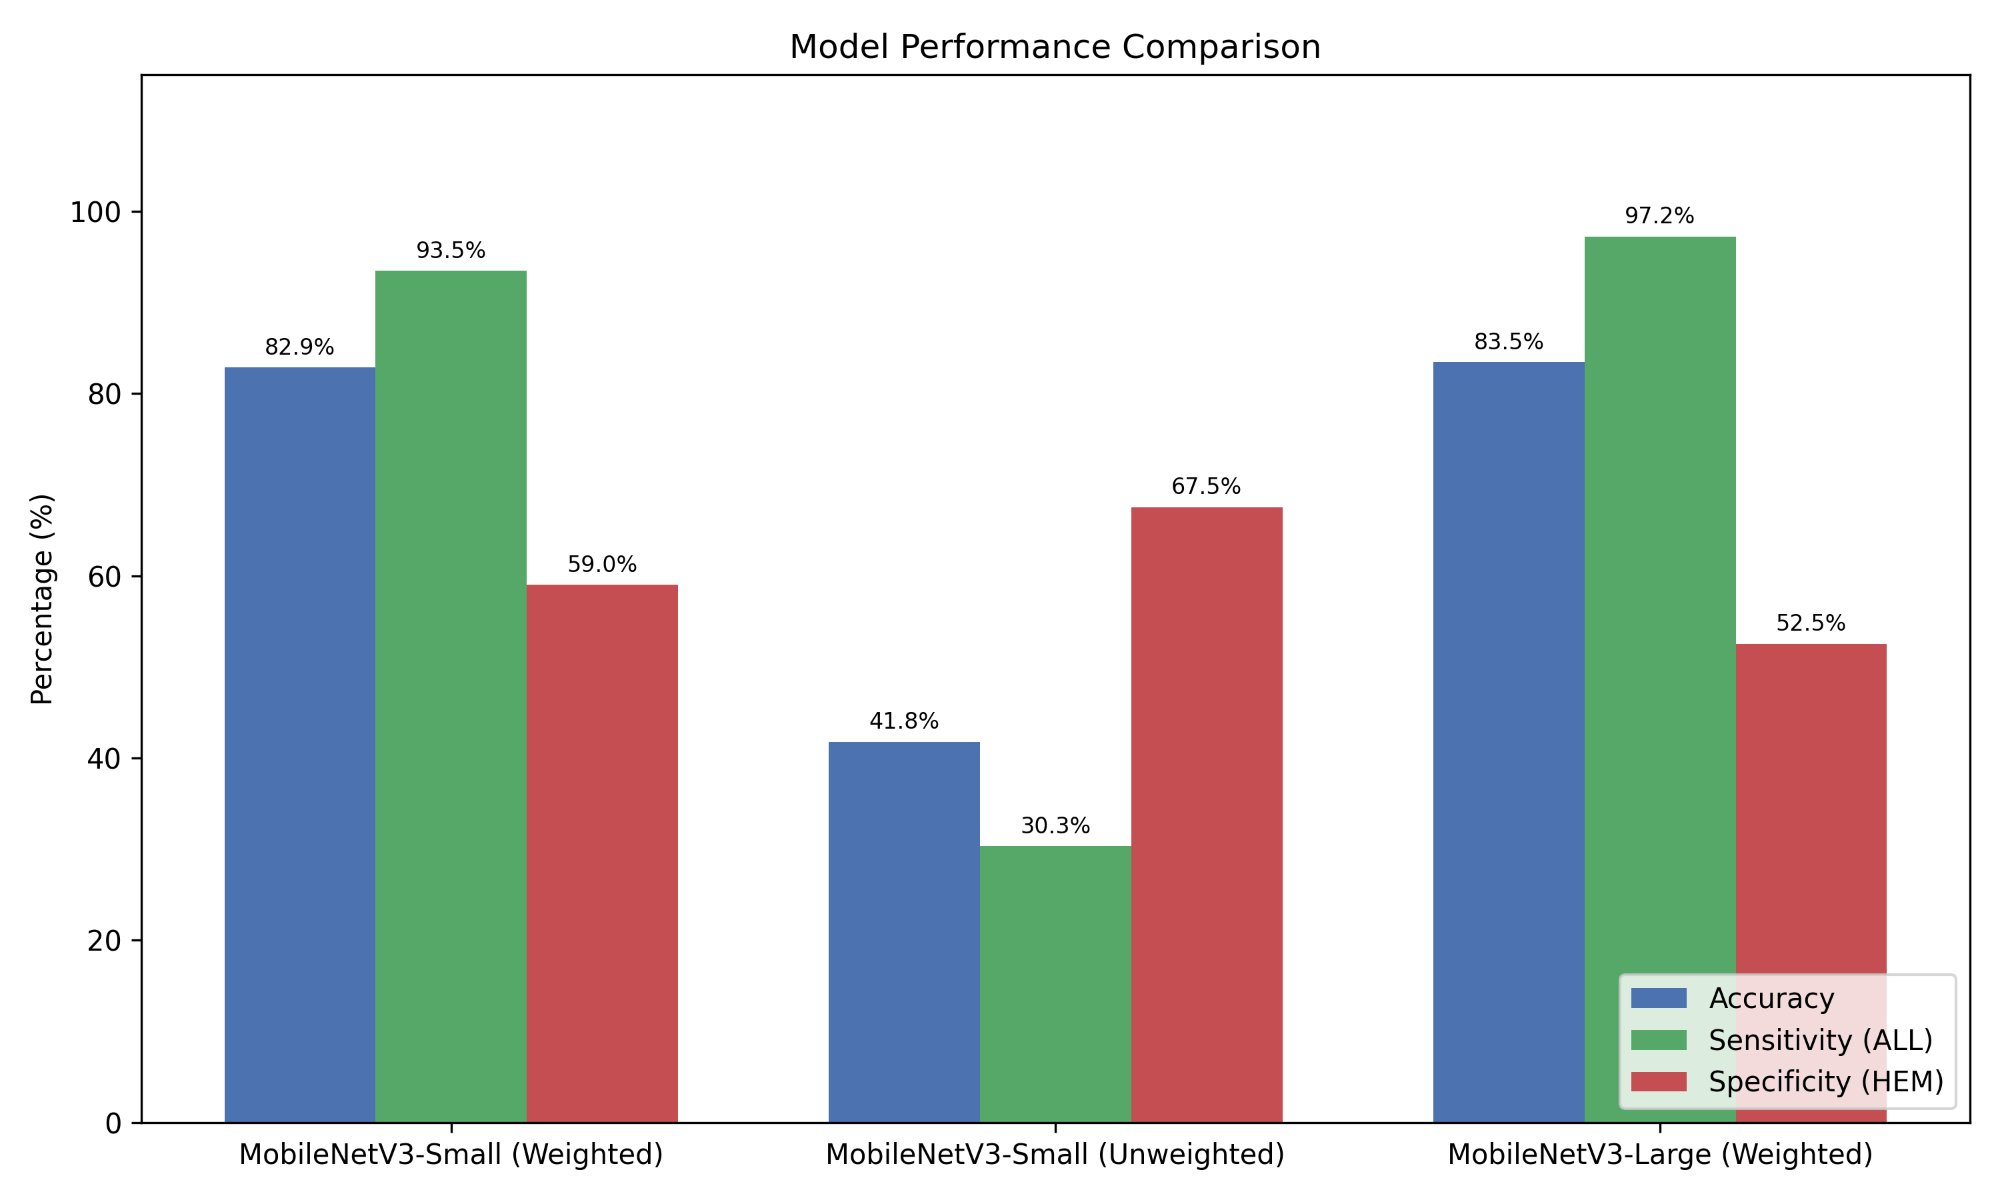 Model Performance Comparison
Percentage (%)
100
80
60
40
20
0
82.9%
93.5%
59.0%
41.8%
30.3%
67.5%
83.5%
97.2%
52.5%
MobileNetV3-Small (Weighted)
MobileNetV3-Small (Unweighted)
MobileNetV3-Large (Weighted)
Accuracy
Sensitivity (ALL)
Specificity (HEM)